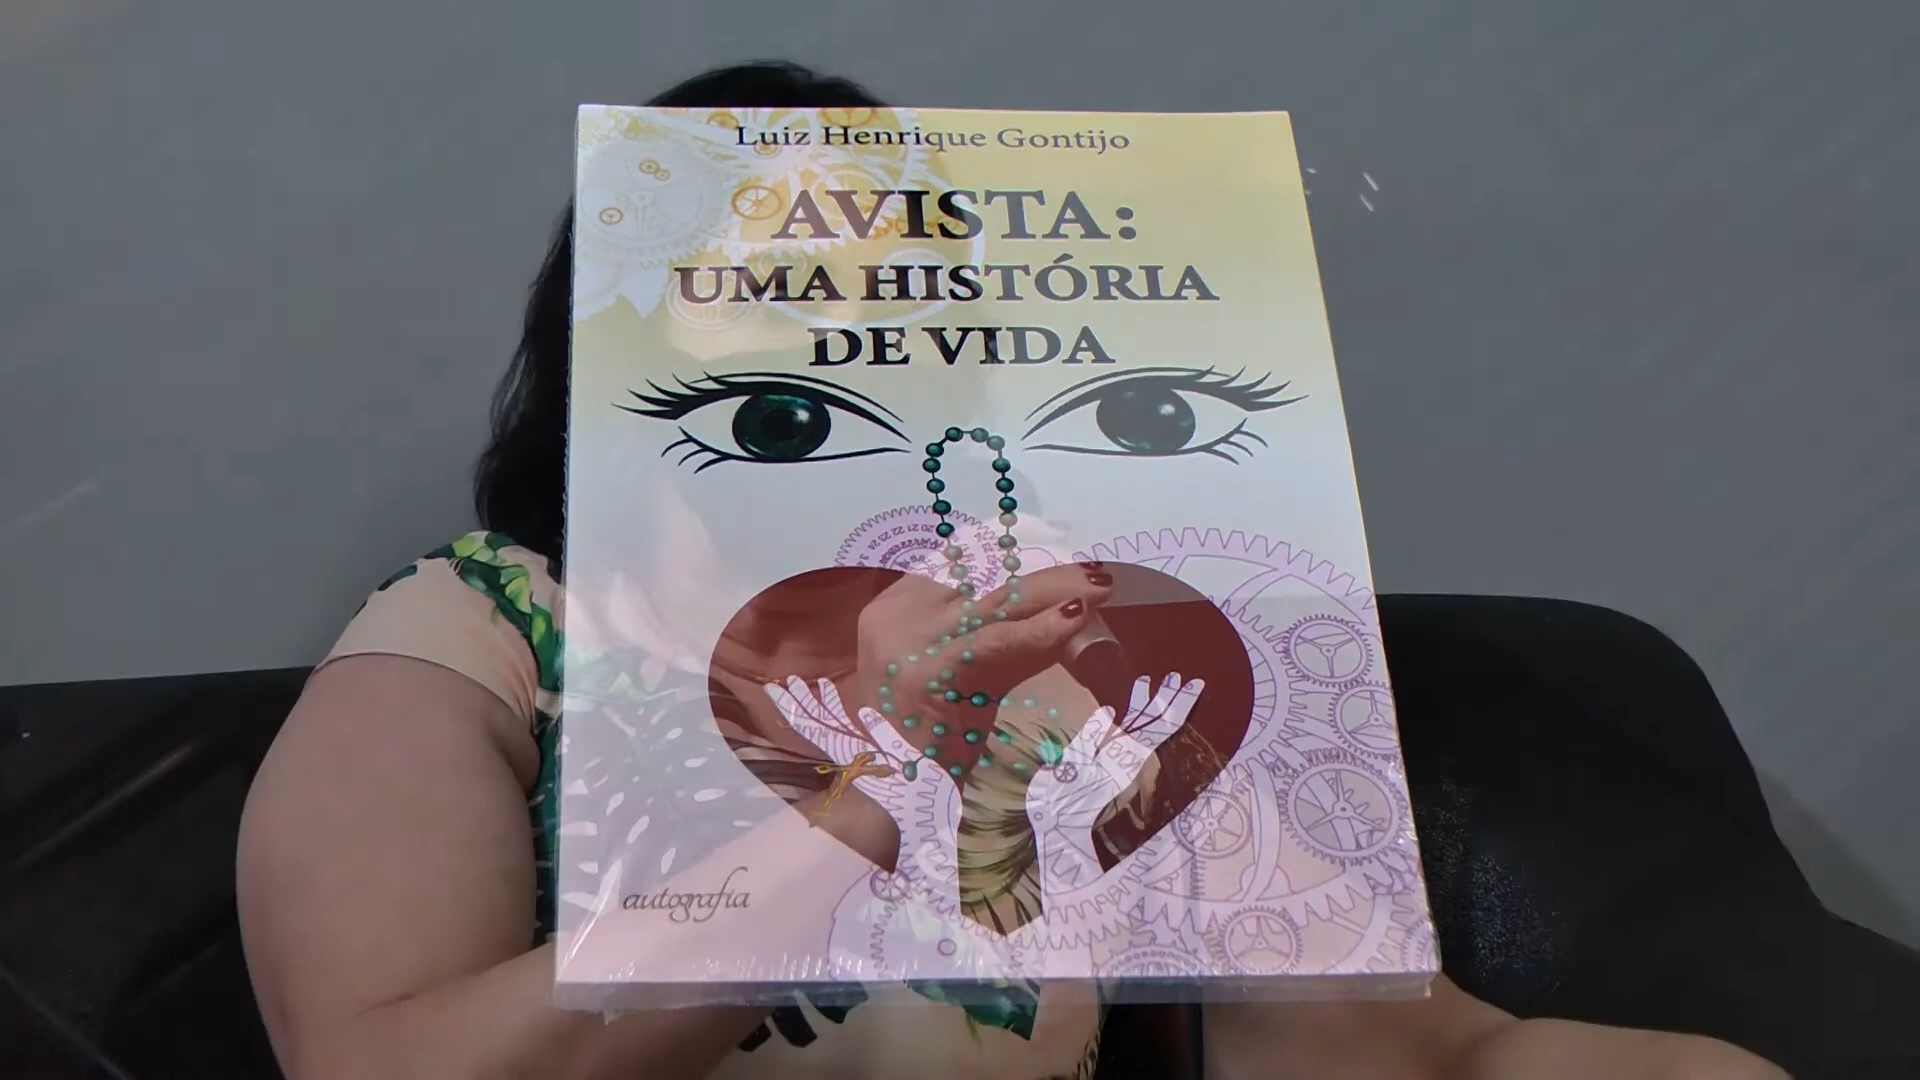 Luiz Henrique Gontijo
AVISTA:
UMA HISTÓRIA
DE VIDA
autografia